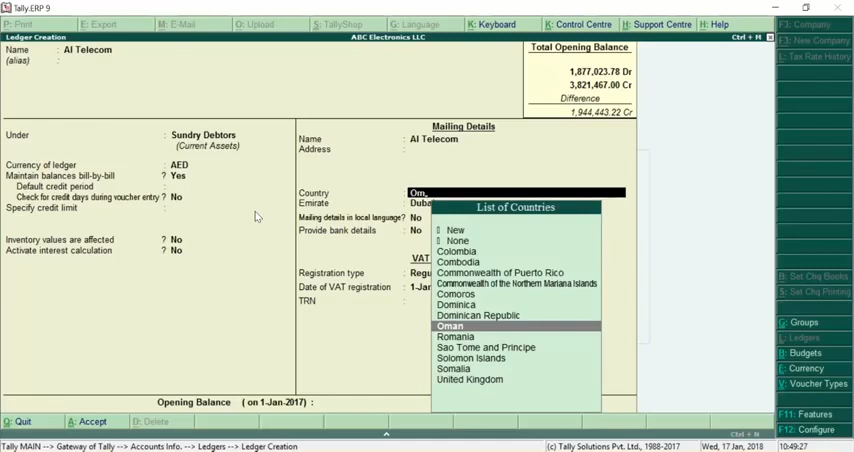 Tally.ERP 9
P: Print E: Export M: E-Mail O: Upload S: TallyShop G: Language K: Keyboard K: Control Centre H: Support Centre H: Help
Ledger Creation ABC Electronics LLC Ctrl + M
F3: Company
F3: New Company
L: Tax Rate History
Name : Al Telecom
(alias) :
Total Opening Balance
1,877,023.78 Dr
3,821,467.00 Cr
Difference
1,944,443.22 Cr
Under : Sundry Debtors
(Current Assets)
Currency of ledger : AED
Maintain balances bill-by-bill ? Yes
Default credit period :
Check for credit days during voucher entry ? No
Specify credit limit :
Inventory values are affected ? No
Activate interest calculation ? No
Mailing Details
Name : Al Telecom
Address :
Country : Om
Emirate : Duba
Mailing details in local language? No
Provide bank details : No
VAT
Registration type : Regu
Date of VAT registration : 1-Jan
TRN :
List of Countries
New
None
Colombia
Combodia
Commonwealth of Puerto Rico
Commonwealth of the Northern Mariana Islands
Comoros
Dominica
Dominican Republic
Oman
Romania
Sao Tome and Principe
Solomon Islands
Somalia
United Kingdom
Opening Balance ( on 1-Jan-2017) :
B: Set Chq Books
S: Set Chq Printing
G: Groups
L: Ledgers
B: Budgets
E: Currency
V: Voucher Types
F11: Features
F12: Configure
Q: Quit A: Accept D: Delete
Ctrl + N
Tally MAIN --> Gateway of Tally --> Accounts Info. --> Ledgers --> Ledger Creation (c) Tally Solutions Pvt. Ltd., 1988-2017 Wed, 17 Jan, 2018 10:49:27